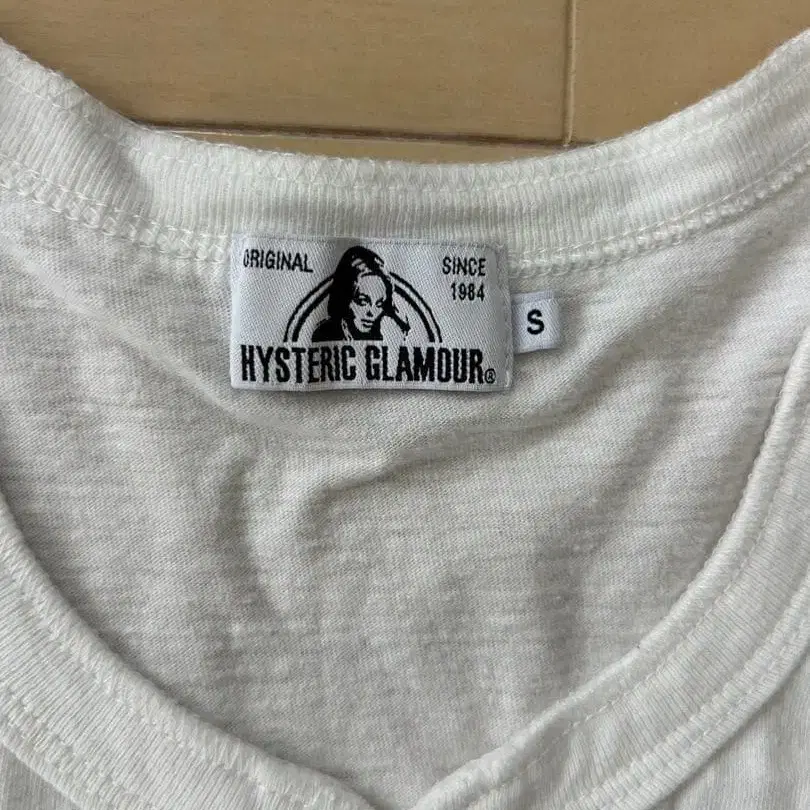 ORIGINAL
SINCE
1984
HYSTERIC GLAMOUR®
S